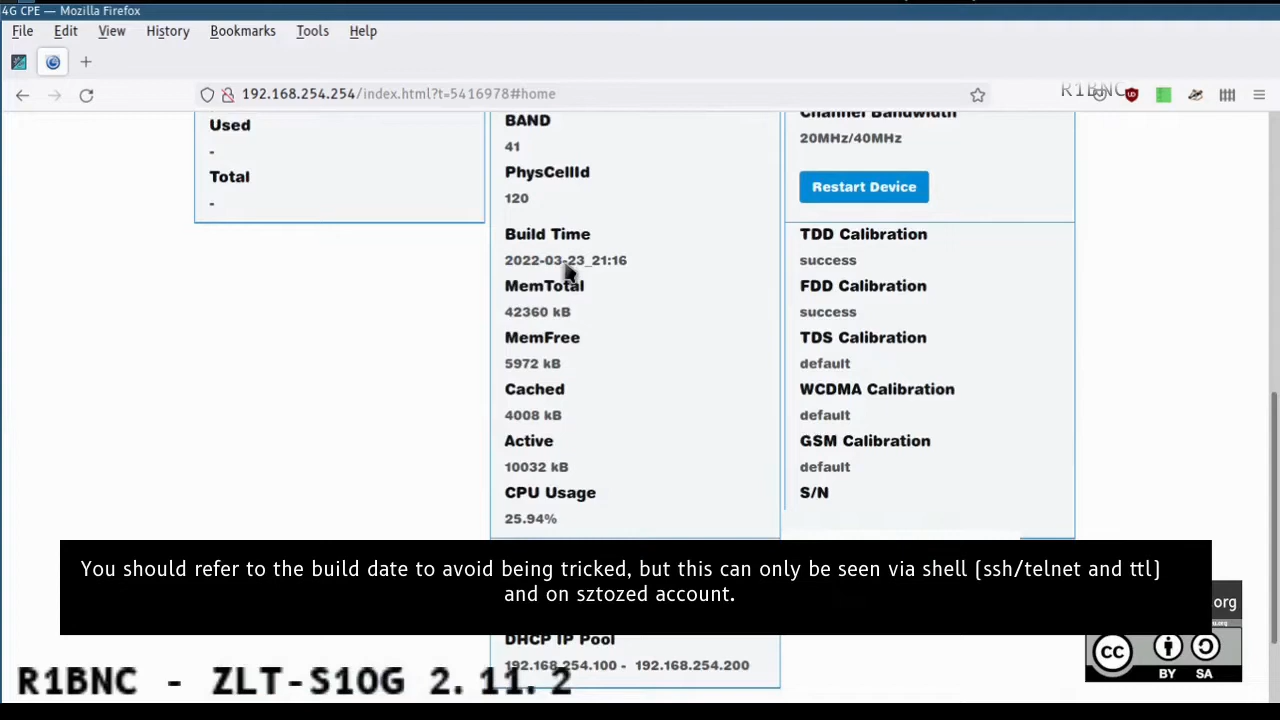 4G CPE — Mozilla Firefox
File Edit View History Bookmarks Tools Help
192.168.254.254/index.html?t=5416978#home
R1BNC
Used
-
Total
-
BAND
41
PhysCellId
120
Build Time
2022-03-23_21:16
MemTotal
42360 kB
MemFree
5972 kB
Cached
4008 kB
Active
10032 kB
CPU Usage
25.94%
DHCP IP Pool
192.168.254.100 - 192.168.254.200
Channel Bandwidth
20MHz/40MHz
Restart Device
TDD Calibration
success
FDD Calibration
success
TDS Calibration
default
WCDMA Calibration
default
GSM Calibration
default
S/N
You should refer to the build date to avoid being tricked, but this can only be seen via shell (ssh/telnet and ttl)
and on sztozed account.
org
CC
BY SA
R1BNC - ZLT-S10G 2.11.2